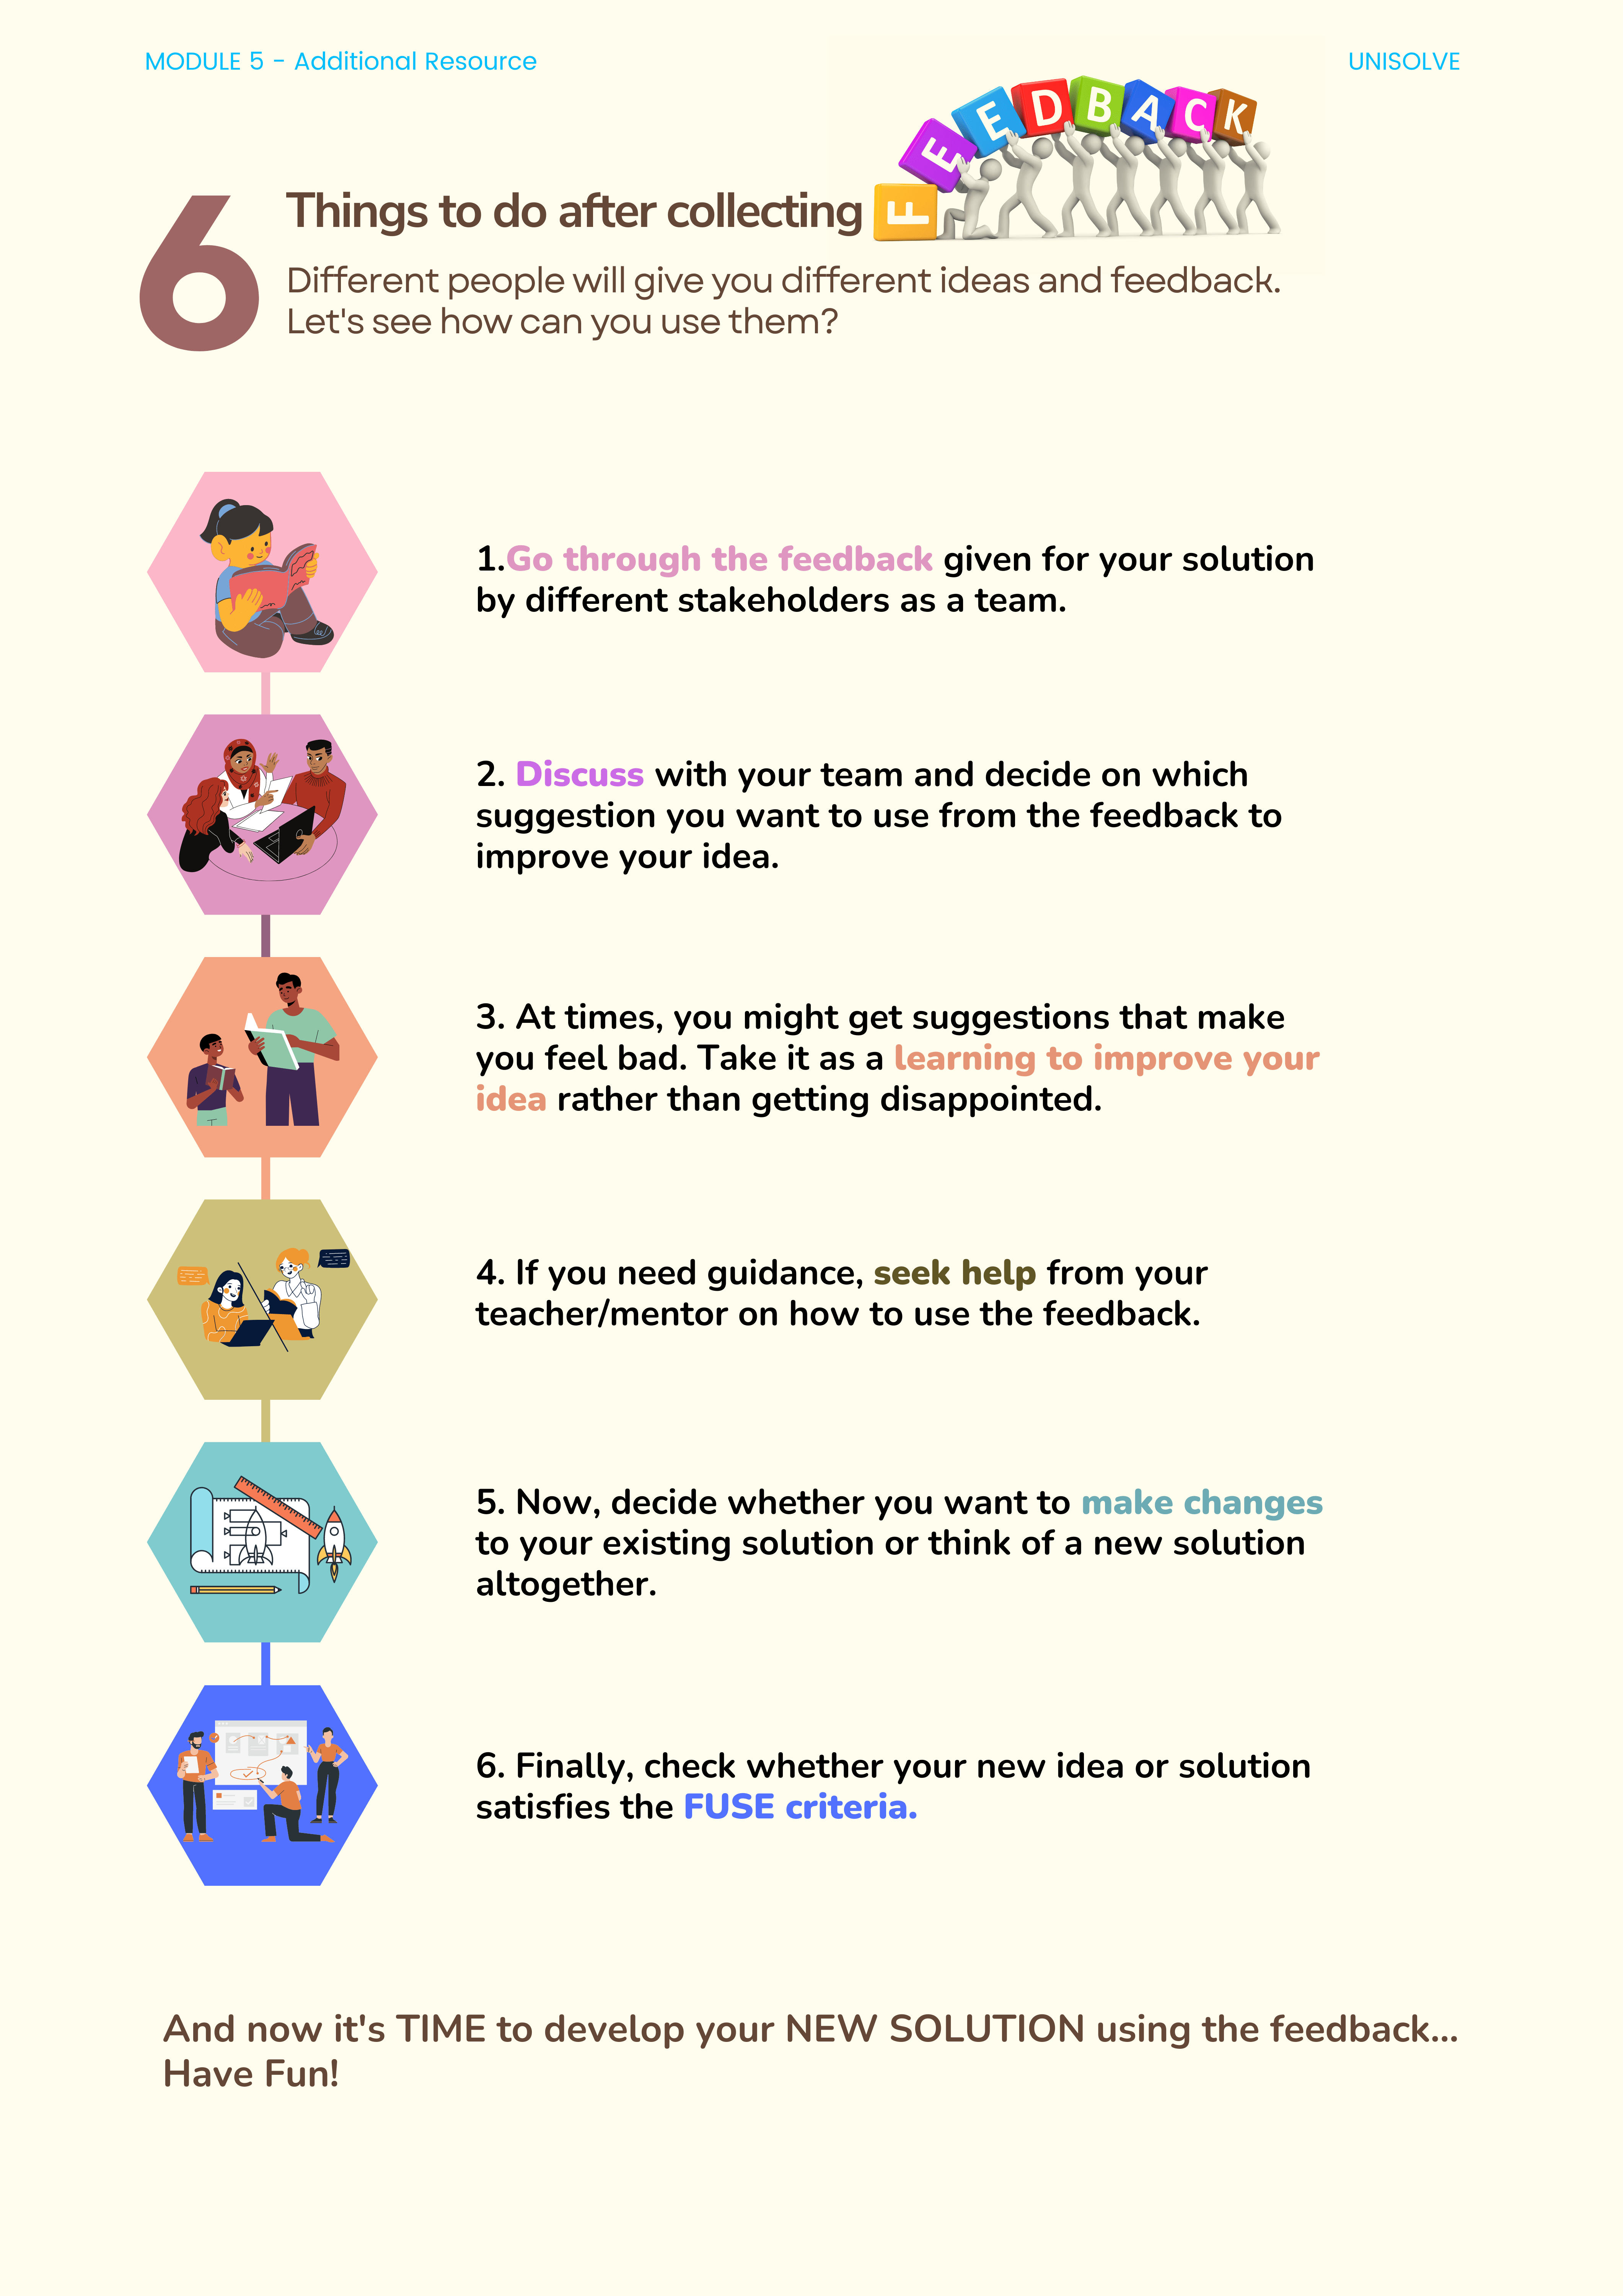 MODULE 5 - Additional Resource
UNISOLVE
6
Things to do after collecting FEEDBACK
Different people will give you different ideas and feedback.
Let's see how can you use them?
1.Go through the feedback given for your solution
by different stakeholders as a team.
2. Discuss with your team and decide on which
suggestion you want to use from the feedback to
improve your idea.
3. At times, you might get suggestions that make
you feel bad. Take it as a learning to improve your
idea rather than getting disappointed.
4. If you need guidance, seek help from your
teacher/mentor on how to use the feedback.
5. Now, decide whether you want to make changes
to your existing solution or think of a new solution
altogether.
6. Finally, check whether your new idea or solution
satisfies the FUSE criteria.
And now it's TIME to develop your NEW SOLUTION using the feedback...
Have Fun!